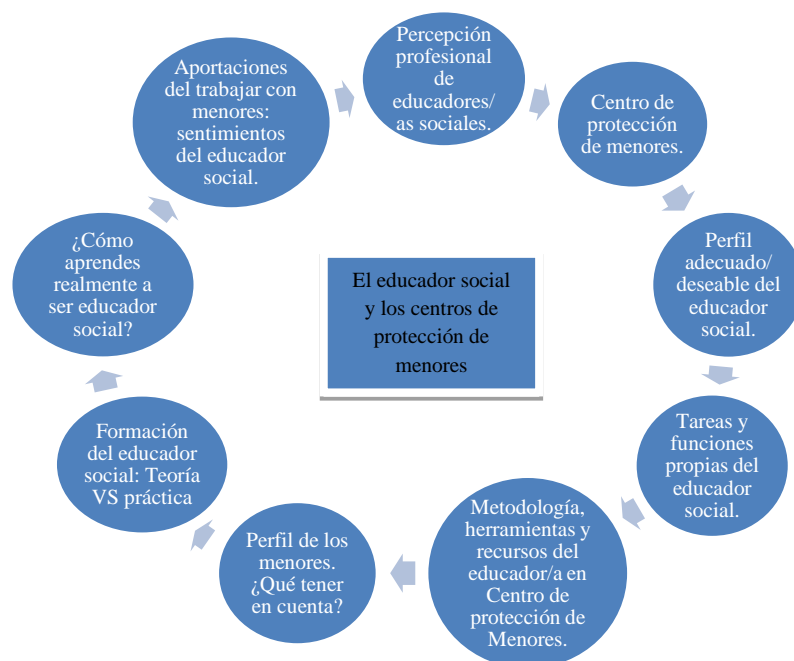 Percepción
profesional
de
educadores/
as sociales.
Centro de
protección
de menores.
Perfil
adecuado/
deseable del
educador
social.
Tareas y
funciones
propias del
educador
social.
Metodología,
herramientas y
recursos del
educador/a en
Centro de
protección de
Menores.
Perfil de los
menores.
¿Qué tener
en cuenta?
Formación
del educador
social: Teoría
VS práctica
¿Cómo
aprendes
realmente a
ser educador
social?
Aportaciones
del trabajar con
menores:
sentimientos
del educador
social.
El educador social
y los centros de
protección de
menores